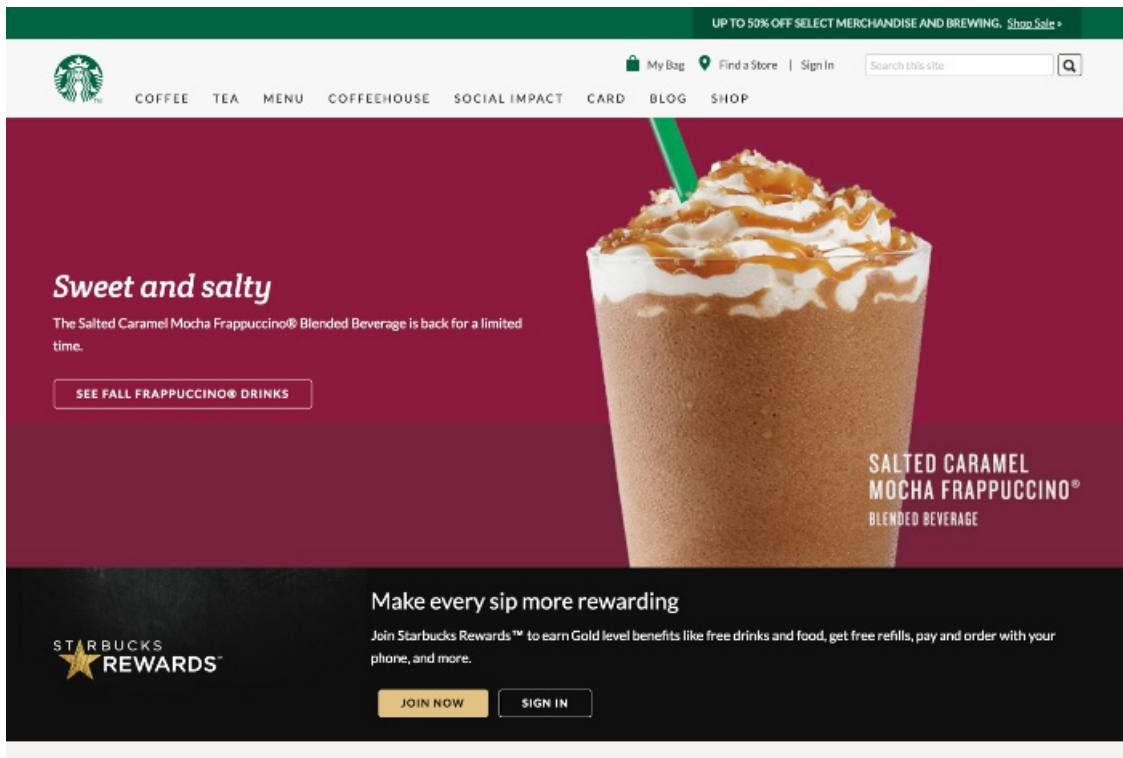 UP TO 50% OFF SELECT MERCHANDISE AND BREWING. Shop Sale »
My Bag Find a Store | Sign In Search this site
COFFEE TEA MENU COFFEEHOUSE SOCIAL IMPACT CARD BLOG SHOP
Sweet and salty
The Salted Caramel Mocha Frappuccino® Blended Beverage is back for a limited
time.
SEE FALL FRAPPUCCINO® DRINKS
SALTED CARAMEL
MOCHA FRAPPUCCINO®
BLENDED BEVERAGE
STARBUCKS
REWARDS™
Make every sip more rewarding
Join Starbucks Rewards™ to earn Gold level benefits like free drinks and food, get free refills, pay and order with your
phone, and more.
JOIN NOW SIGN IN